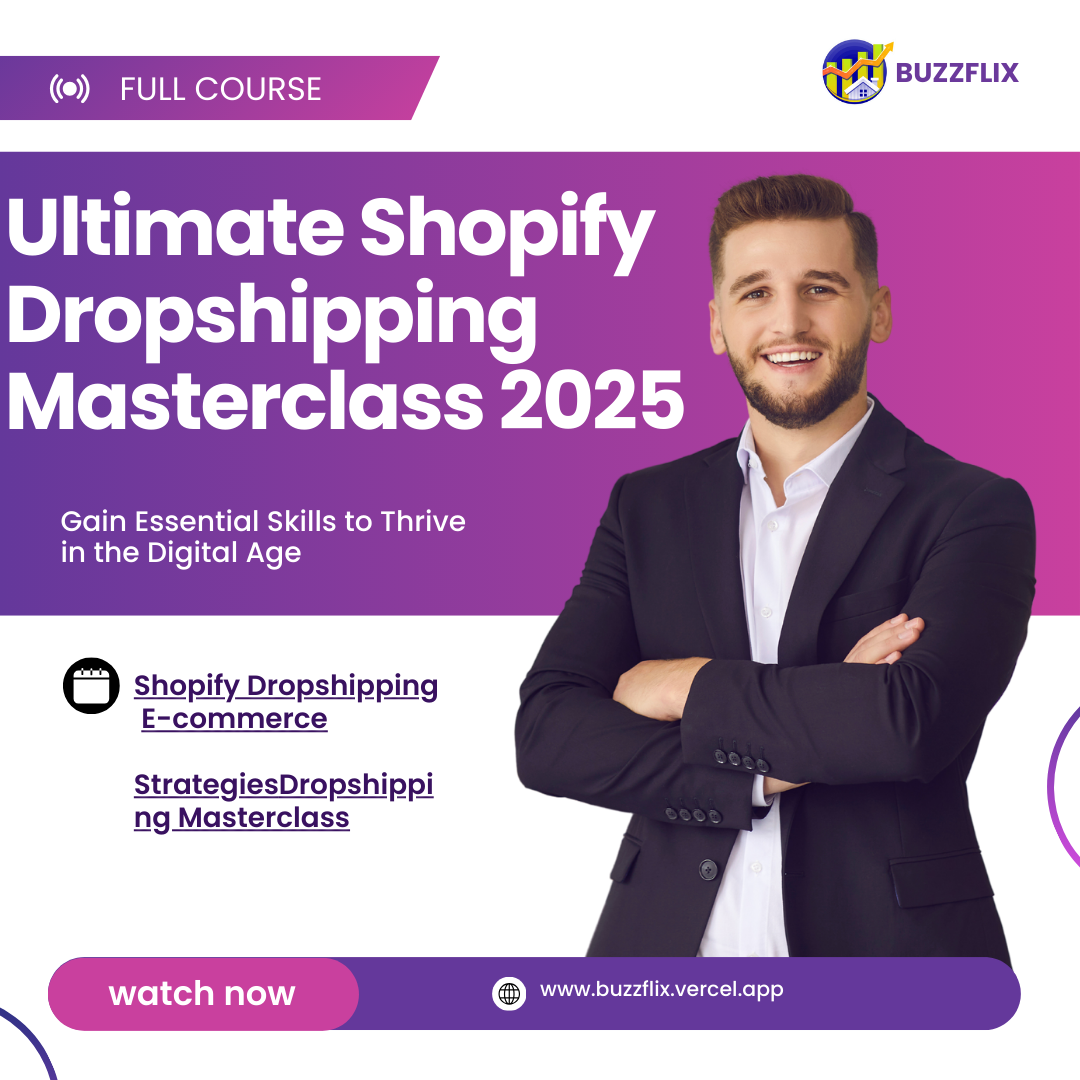 FULL COURSE
BUZZFLIX
Ultimate Shopify
Dropshipping
Masterclass 2025
Gain Essential Skills to Thrive
in the Digital Age
Shopify Dropshipping
E-commerce
StrategiesDropshippi
ng Masterclass
watch now
www.buzzflix.vercel.app